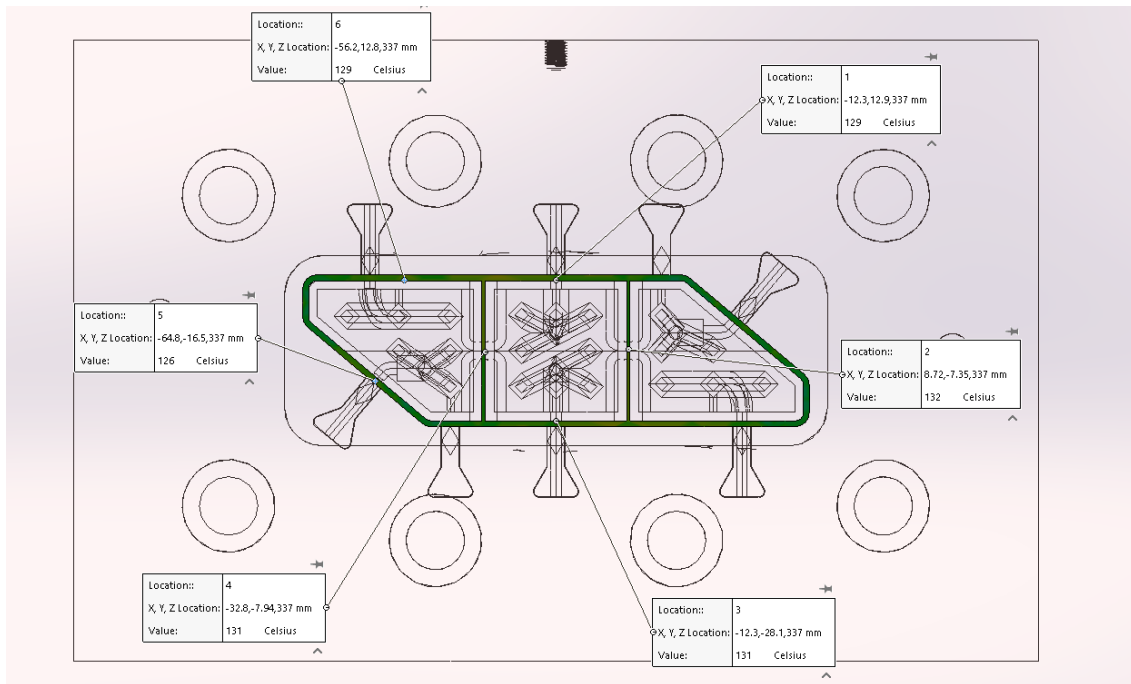 Location:: 6
X, Y, Z Location: -56.2,12.8,337 mm
Value: 129 Celsius
Location:: 1
X, Y, Z Location: -12.3,12.9,337 mm
Value: 129 Celsius
Location:: 5
X, Y, Z Location: -64.8,-16.5,337 mm
Value: 126 Celsius
Location:: 2
X, Y, Z Location: 8.72,-7.35,337 mm
Value: 132 Celsius
Location:: 4
X, Y, Z Location: -32.8,-7.94,337 mm
Value: 131 Celsius
Location:: 3
X, Y, Z Location: -12.3,-28.1,337 mm
Value: 131 Celsius